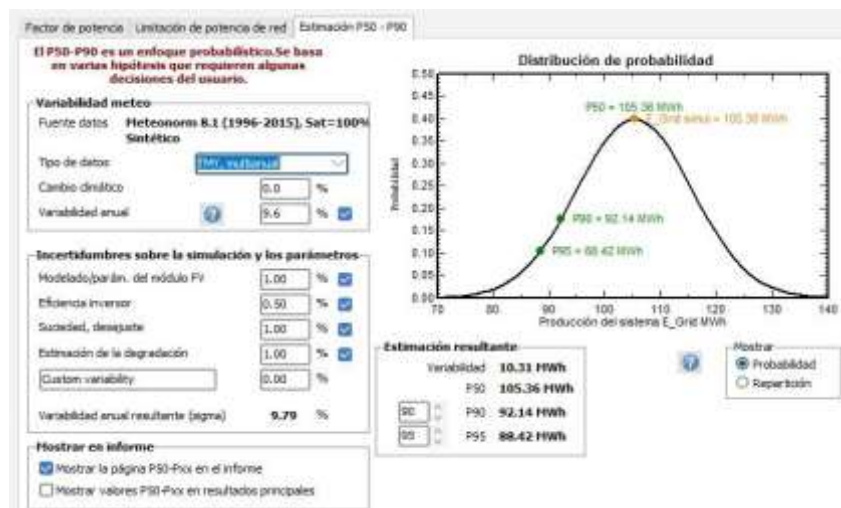 Factor de potencia Limitación de potencia de red Estimación P50 - P90
El P50-P90 es un enfoque probabilístico.Se basa
en varias hipótesis que requieren algunas
decisiones del usuario.
Variabilidad meteo
Fuente datos Meteonorm 8.1 (1996-2015), Sat=100%
Sintético
Tipo de datos TMY, multianual
Cambio climático 0.0 %
Variabilidad anual 9.6 %
Incertidumbres sobre la simulación y los parámetros
Modelado/parám. del módulo FV 1.00 %
Eficiencia inversor 0.50 %
Suciedad, desajuste 1.00 %
Estimación de la degradación 1.00 %
Custom variability 0.00 %
Variabilidad anual resultante (sigma) 9.79 %
Mostrar en informe
Mostrar la página P50-Pxx en el informe
Mostrar valores P50-Pxx en resultados principales
Distribución de probabilidad
Probabilidad
0.50
0.45
0.40
0.35
0.30
0.25
0.20
0.15
0.10
0.05
0.00
P50 = 105.36 MWh
E_Grid simul = 105.36 MWh
P90 = 92.14 MWh
P95 = 88.42 MWh
70 80 90 100 110 120 130 140
Producción del sistema E_Grid MWh
Estimación resultante
Variabilidad 10.31 MWh
P50 105.36 MWh
90 P90 92.14 MWh
95 P95 88.42 MWh
Mostrar
Probabilidad
Repartición